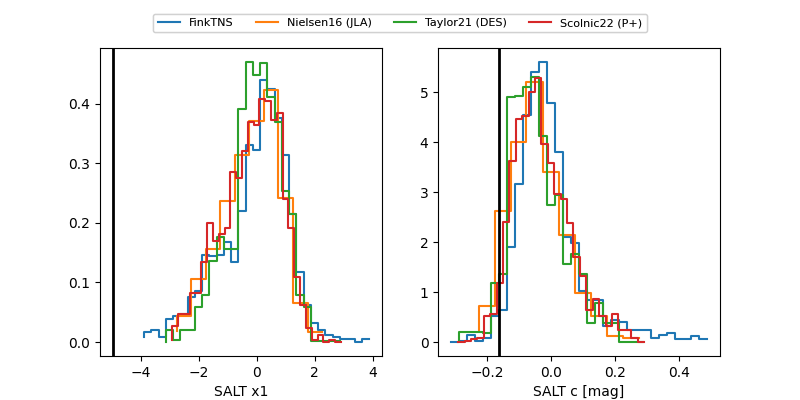 FinkTNS Nielsen16 (JLA) Taylor21 (DES) Scolnic22 (P+)
0.4
0.3
0.2
0.1
0.0
−4 −2 0 2 4
SALT x1
5
4
3
2
1
0
−0.2 0.0 0.2 0.4
SALT c [mag]